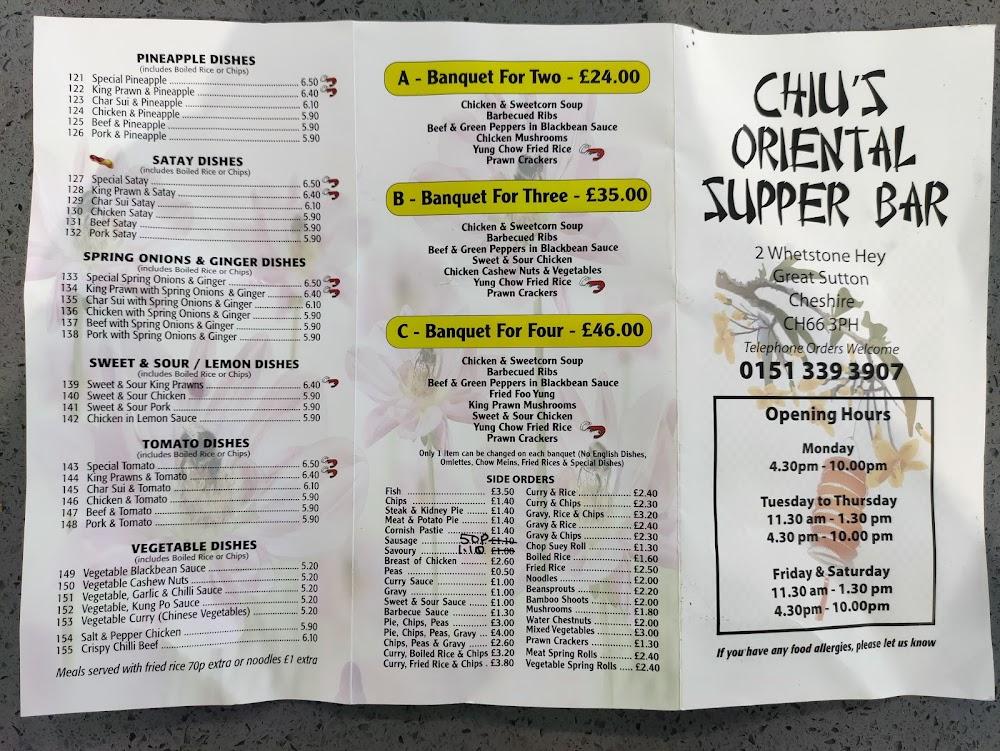 PINEAPPLE DISHES
(includes Boiled Rice or Chips)
121 Special Pineapple 6.50
122 King Prawn & Pineapple 6.40
123 Char Sui & Pineapple 6.10
124 Chicken & Pineapple 5.90
125 Beef & Pineapple 5.90
126 Pork & Pineapple 5.90
SATAY DISHES
(includes Boiled Rice or Chips)
127 Special Satay 6.50
128 King Prawn & Satay 6.40
129 Char Sui Satay 6.10
130 Chicken Satay 5.90
131 Beef Satay 5.90
132 Pork Satay 5.90
SPRING ONIONS & GINGER DISHES
(includes Boiled Rice or Chips)
133 Special Spring Onions & Ginger 6.50
134 King Prawn with Spring Onions & Ginger 6.40
135 Char Sui with Spring Onions & Ginger 6.10
136 Chicken with Spring Onions & Ginger 5.90
137 Beef with Spring Onions & Ginger 5.90
138 Pork with Spring Onions & Ginger 5.90
SWEET & SOUR / LEMON DISHES
(includes Boiled Rice or Chips)
139 Sweet & Sour King Prawns 6.40
140 Sweet & Sour Chicken 5.90
141 Sweet & Sour Pork 5.90
142 Chicken in Lemon Sauce 5.90
TOMATO DISHES
(includes Boiled Rice or Chips)
143 Special Tomato 6.50
144 King Prawns & Tomato 6.40
145 Char Sui & Tomato 6.10
146 Chicken & Tomato 5.90
147 Beef & Tomato 5.90
148 Pork & Tomato 5.90
VEGETABLE DISHES
(includes Boiled Rice or Chips)
149 Vegetable Blackbean Sauce 5.20
150 Vegetable Cashew Nuts 5.20
151 Vegetable, Garlic & Chilli Sauce 5.20
152 Vegetable, Kung Po Sauce 5.20
153 Vegetable Curry (Chinese Vegetables) 5.20
154 Salt & Pepper Chicken 5.90
155 Crispy Chilli Beef 6.10
Meals served with fried rice 70p extra or noodles £1 extra
A - Banquet For Two - £24.00
Chicken & Sweetcorn Soup
Barbecued Ribs
Beef & Green Peppers in Blackbean Sauce
Chicken Mushrooms
Yung Chow Fried Rice
Prawn Crackers
B - Banquet For Three - £35.00
Chicken & Sweetcorn Soup
Barbecued Ribs
Beef & Green Peppers in Blackbean Sauce
Sweet & Sour Chicken
Chicken Cashew Nuts & Vegetables
Yung Chow Fried Rice
Prawn Crackers
C - Banquet For Four - £46.00
Chicken & Sweetcorn Soup
Barbecued Ribs
Beef & Green Peppers in Blackbean Sauce
Fried Foo Yung
King Prawn Mushrooms
Sweet & Sour Chicken
Yung Chow Fried Rice
Prawn Crackers
Only 1 item can be changed on each banquet (No English Dishes,
Omlettes, Chow Meins, Fried Rices & Special Dishes)
SIDE ORDERS
Fish £3.50
Chips £1.40
Steak & Kidney Pie £1.40
Meat & Potato Pie £1.40
Cornish Pastie £1.40
Sausage 50P £1.10
Savoury 1.10 £1.00
Breast of Chicken £2.60
Peas £0.50
Curry Sauce £1.00
Gravy £1.00
Sweet & Sour Sauce £1.00
Barbecue Sauce £1.30
Pie, Chips, Peas £3.00
Pie, Chips, Peas, Gravy £4.00
Chips, Peas & Gravy £2.60
Curry, Boiled Rice & Chips £3.20
Curry, Fried Rice & Chips £3.80
Curry & Rice £2.40
Curry & Chips £2.30
Gravy, Rice & Chips £3.20
Gravy & Rice £2.40
Gravy & Chips £2.30
Chop Suey Roll £1.30
Boiled Rice £1.60
Fried Rice £2.50
Noodles £2.00
Beansprouts £2.20
Bamboo Shoots £2.00
Mushrooms £1.80
Water Chestnuts £2.00
Mixed Vegetables £3.00
Prawn Crackers £1.30
Meat Spring Rolls £2.40
Vegetable Spring Rolls £2.40
CHIU'S
ORIENTAL
SUPPER BAR
2 Whetstone Hey
Great Sutton
Cheshire
CH66 3PH
Telephone Orders Welcome
0151 339 3907
Opening Hours
Monday
4.30pm - 10.00pm
Tuesday to Thursday
11.30 am - 1.30 pm
4.30 pm - 10.00 pm
Friday & Saturday
11.30 am - 1.30 pm
4.30pm - 10.00pm
If you have any food allergies, please let us know